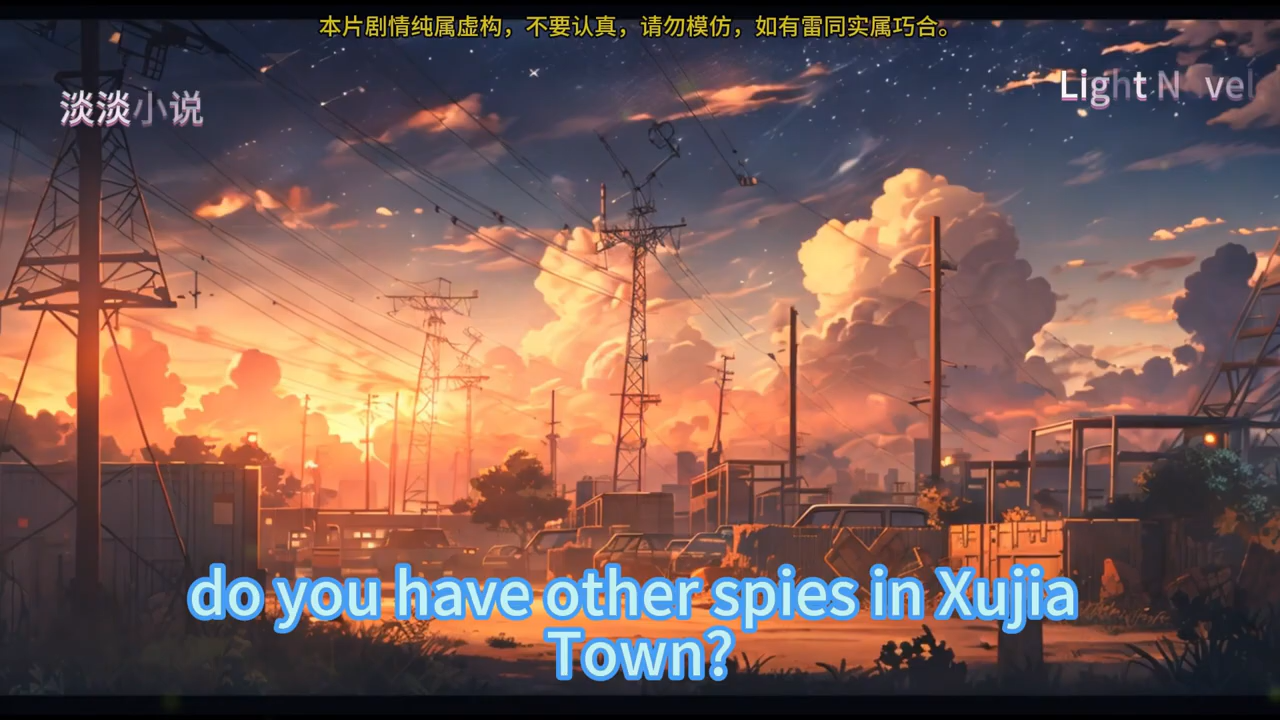 本片剧情纯属虚构，不要认真，请勿模仿，如有雷同实属巧合。
淡淡小说
Light N vel
do you have other spies in Xujia
Town?